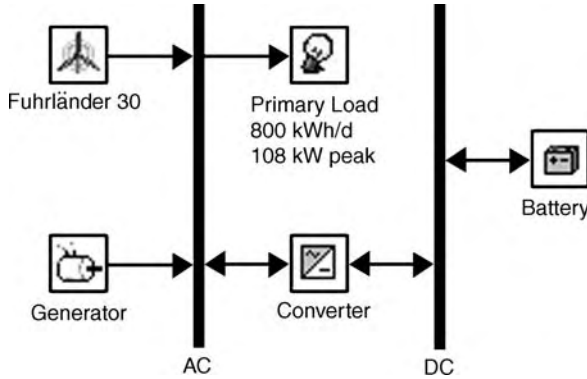 Fuhrländer 30
Primary Load
800 kWh/d
108 kW peak
Battery
Generator
Converter
AC
DC